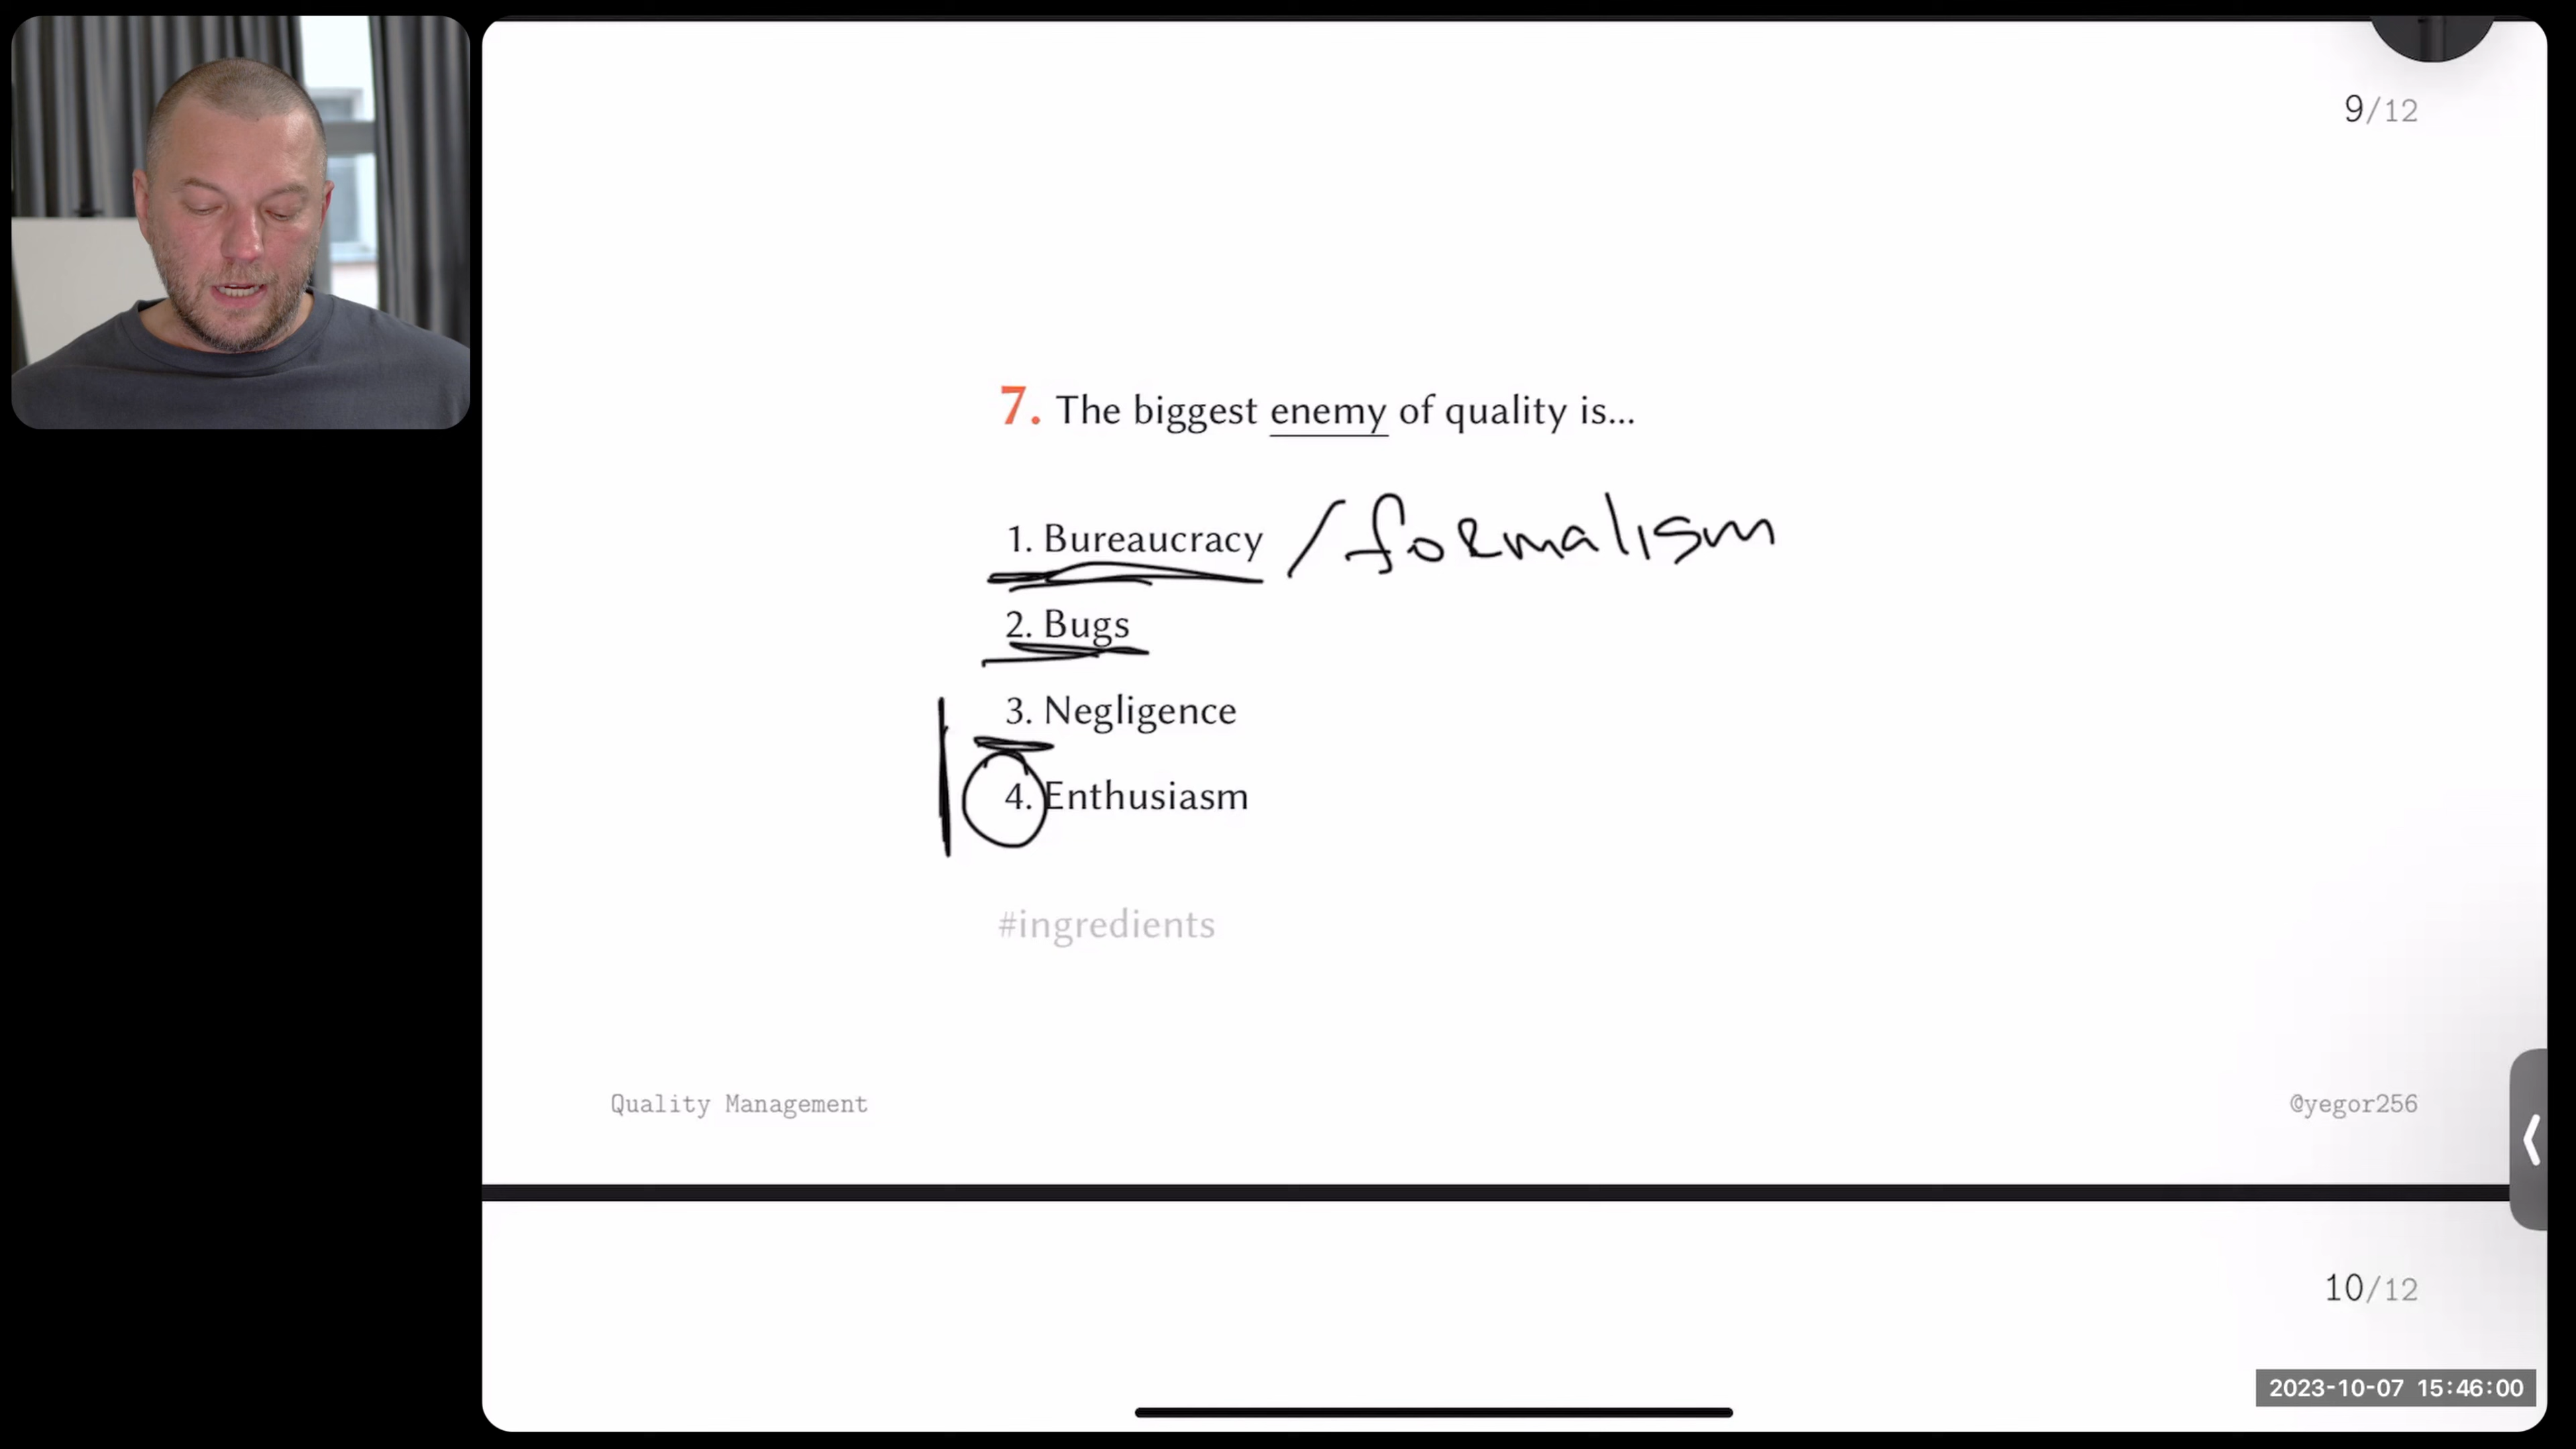 9/12
7. The biggest enemy of quality is...
1. Bureaucracy / formalism
2. Bugs
3. Negligence
4. Enthusiasm
#ingredients
Quality Management
@yegor256
10/12
2023-10-07 15:46:00